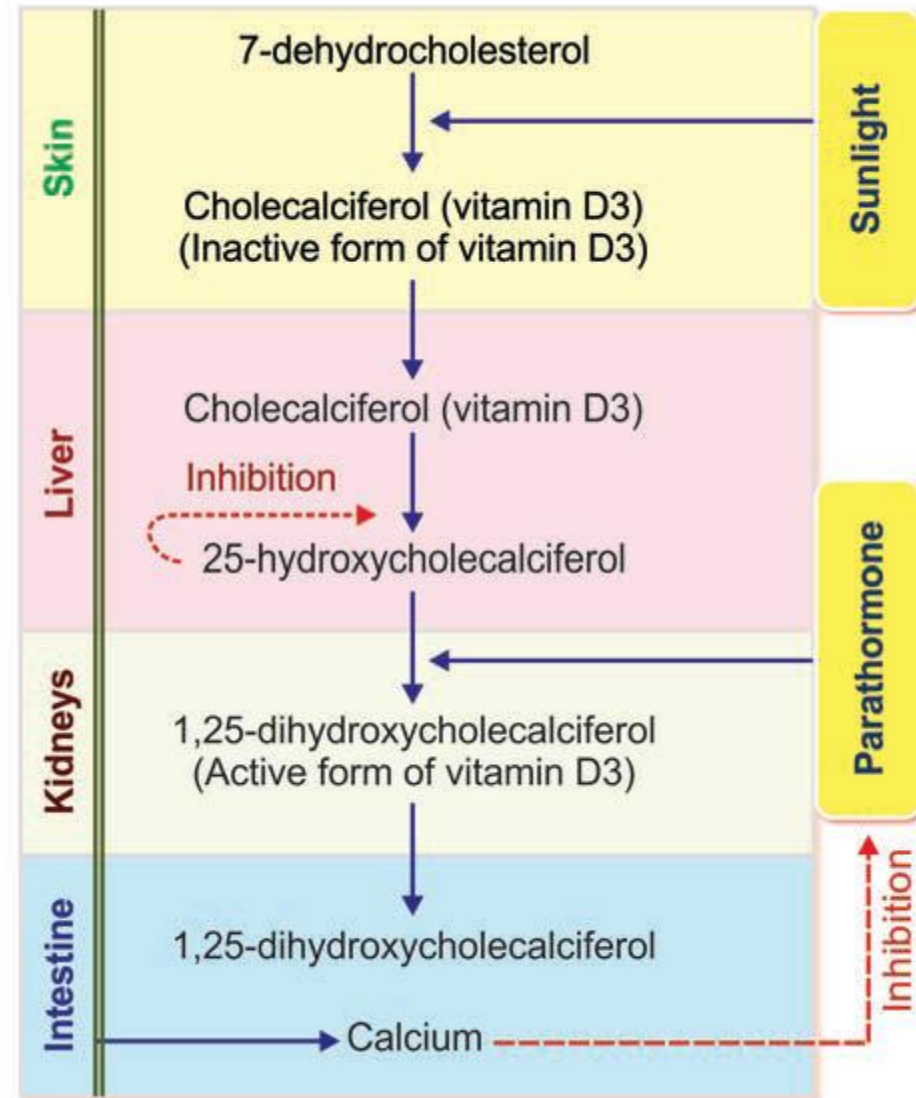 Skin
7-dehydrocholesterol
Sunlight
Cholecalciferol (vitamin D3)
(Inactive form of vitamin D3)
Liver
Cholecalciferol (vitamin D3)
Inhibition
25-hydroxycholecalciferol
Parathormone
Kidneys
1,25-dihydroxycholecalciferol
(Active form of vitamin D3)
Intestine
1,25-dihydroxycholecalciferol
Calcium
Inhibition